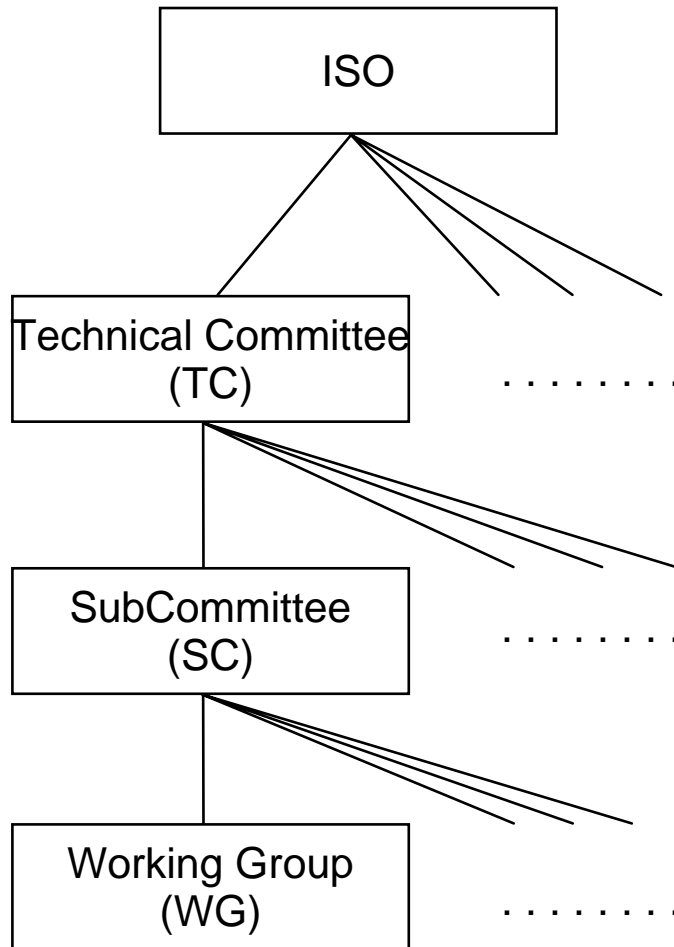 ISO
Technical Committee
(TC)
. . . . . . . .
SubCommittee
(SC)
. . . . . . . .
Working Group
(WG)
. . . . . . . .